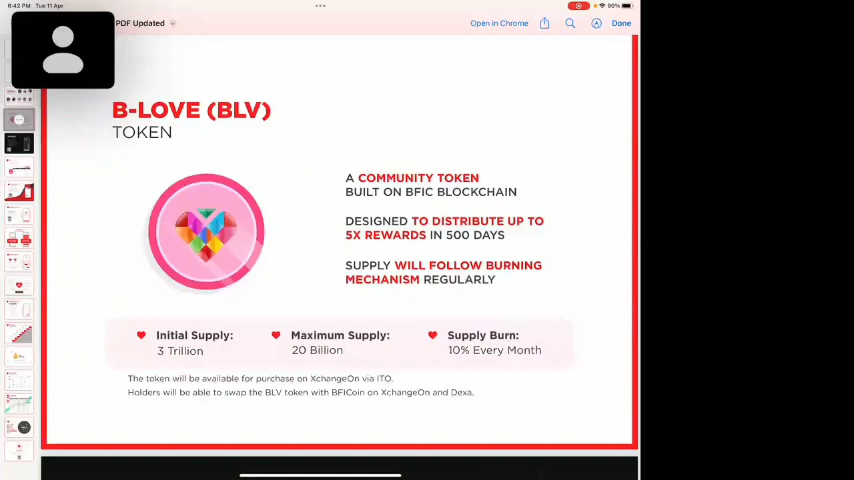 6:42 PM Tue 11 Apr
96%
PDF Updated
Open in Chrome
Done
B-LOVE (BLV)
TOKEN
A COMMUNITY TOKEN
BUILT ON BFIC BLOCKCHAIN
DESIGNED TO DISTRIBUTE UP TO
5X REWARDS IN 500 DAYS
SUPPLY WILL FOLLOW BURNING
MECHANISM REGULARLY
Initial Supply:
3 Trillion
Maximum Supply:
20 Billion
Supply Burn:
10% Every Month
The token will be available for purchase on XchangeOn via ITO.
Holders will be able to swap the BLV token with BFICoin on XchangeOn and Dexa.